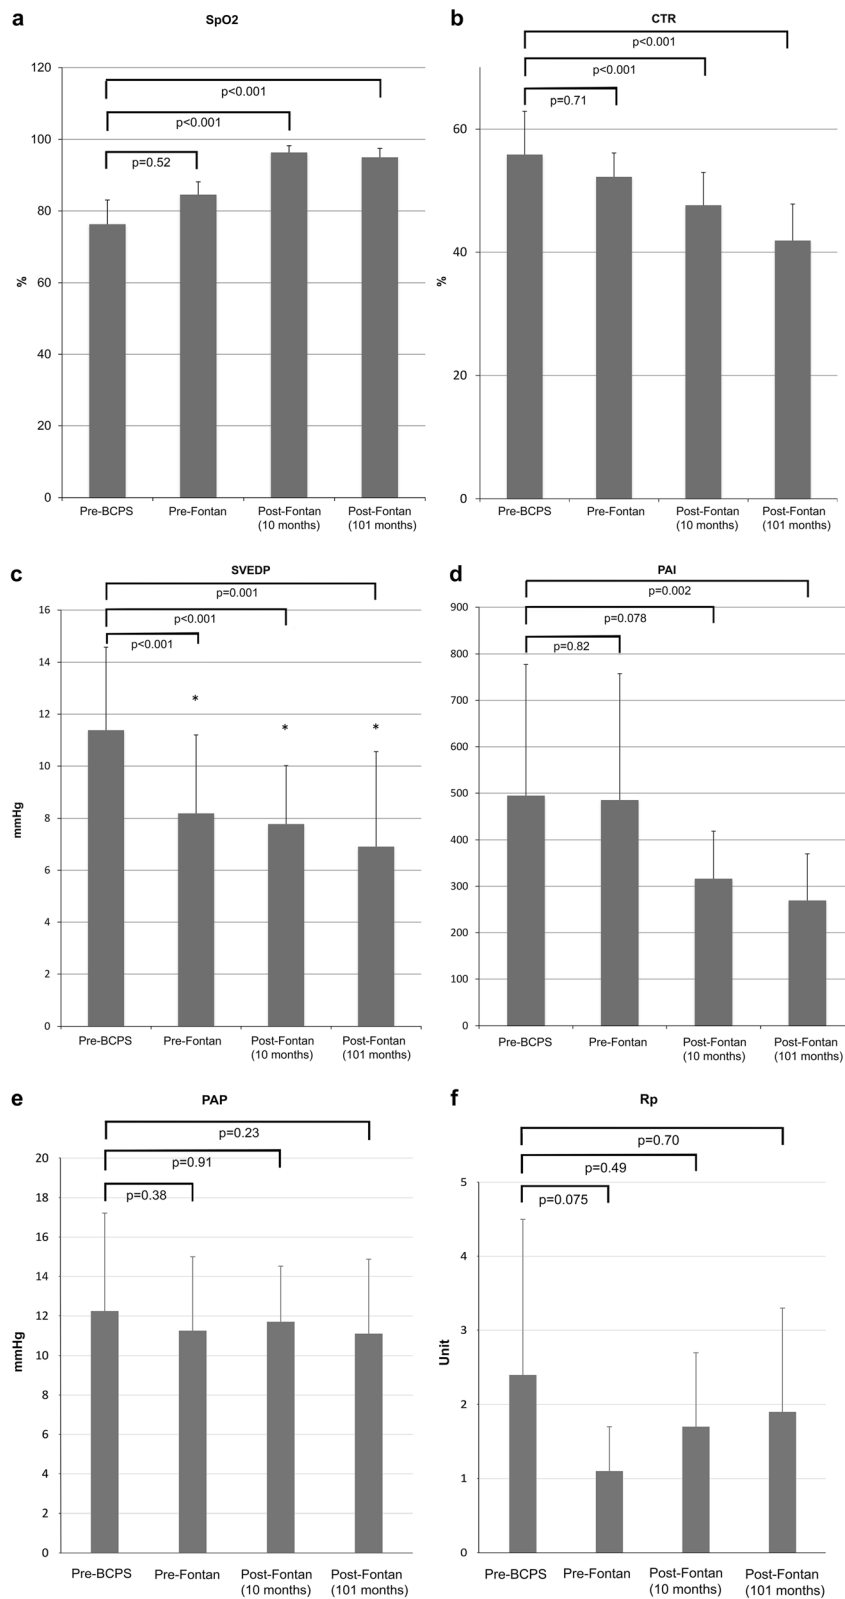 a
SpO2
p<0.001
p<0.001
p=0.52
120
100
80
60
40
20
0
%
Pre-BCPS
Pre-Fontan
Post-Fontan
(10 months)
Post-Fontan
(101 months)
b
CTR
p<0.001
p<0.001
p=0.71
60
40
20
0
%
Pre-BCPS
Pre-Fontan
Post-Fontan
(10 months)
Post-Fontan
(101 months)
c
SVEDP
p=0.001
p<0.001
p<0.001
*
*
*
16
14
12
10
8
6
4
2
0
mmHg
Pre-BCPS
Pre-Fontan
Post-Fontan
(10 months)
Post-Fontan
(101 months)
d
PAI
p=0.002
p=0.078
p=0.82
900
800
700
600
500
400
300
200
100
0
Pre-BCPS
Pre-Fontan
Post-Fontan
(10 months)
Post-Fontan
(101 months)
e
PAP
p=0.23
p=0.91
p=0.38
20
18
16
14
12
10
8
6
4
2
0
mmHg
Pre-BCPS
Pre-Fontan
Post-Fontan
(10 months)
Post-Fontan
(101 months)
f
Rp
p=0.70
p=0.49
p=0.075
5
4
3
2
1
0
Unit
Pre-BCPS
Pre-Fontan
Post-Fontan
(10 months)
Post-Fontan
(101 months)